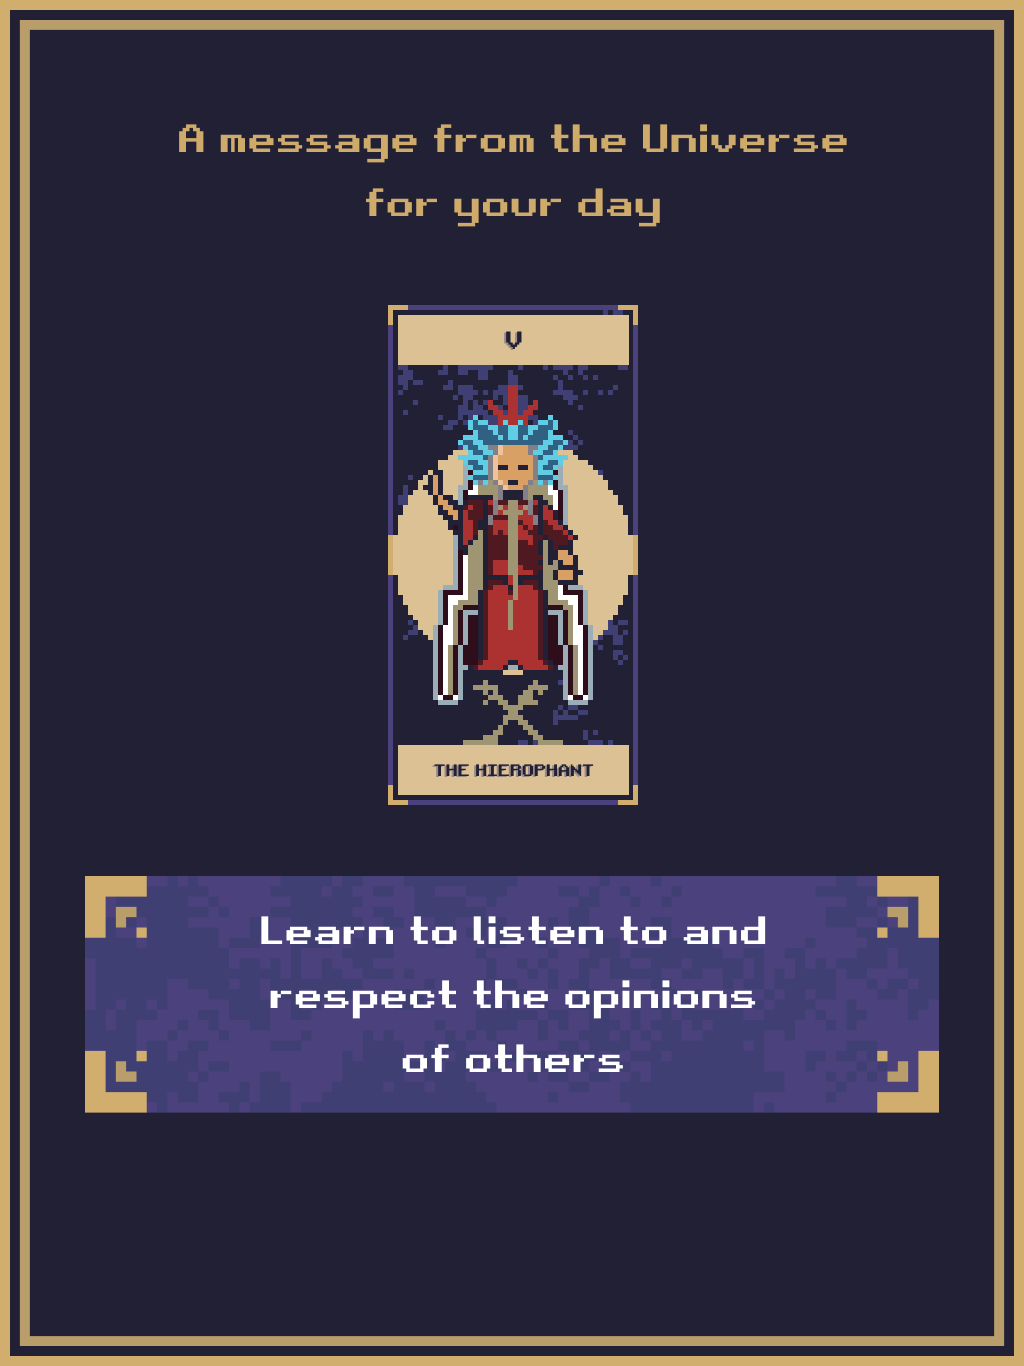 A message from the Universe
for your day
V
THE HIEROPHANT
Learn to listen to and
respect the opinions
of others